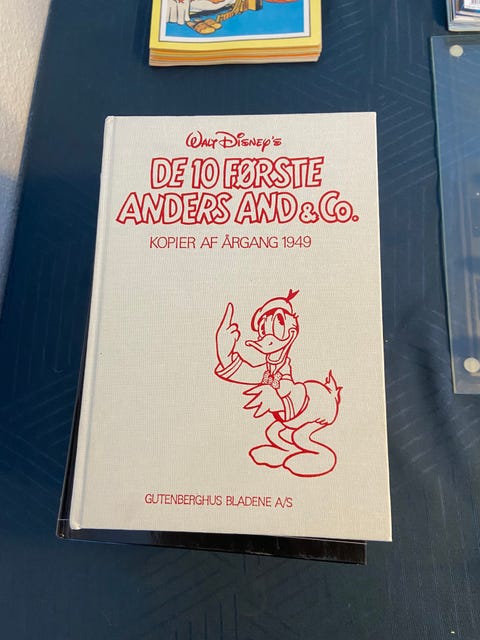 WALT DISNEY'S
DE 10 FØRSTE
ANDERS AND & CO.
KOPIER AF ÅRGANG 1949
GUTENBERGHUS BLADENE A/S